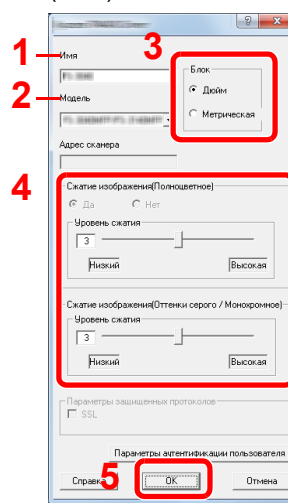 1
3
Имя
Блок
Дюйм
2
Модель
Метрическая
Адрес сканера
4
Сжатие изображения(Полноцветное)
Да Нет
Уровень сжатия
3
Низкий Высокая
Сжатие изображения(Оттенки серого / Монохромное)
Уровень сжатия
3
Низкий Высокая
Параметры защищенных протоколов
SSL
Параметры аутентификации пользователя
5
Справка OK Отмена